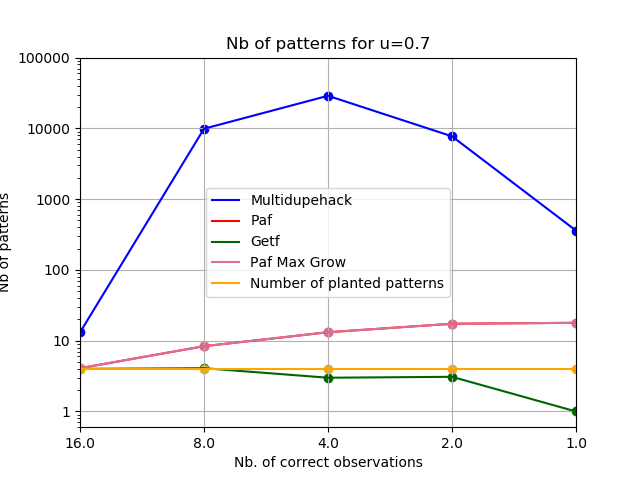 Nb of patterns for u=0.7
100000
10000
1000
100
10
1
Nb of patterns
Multidupehack
Paf
Getf
Paf Max Grow
Number of planted patterns
16.0 8.0 4.0 2.0 1.0
Nb. of correct observations